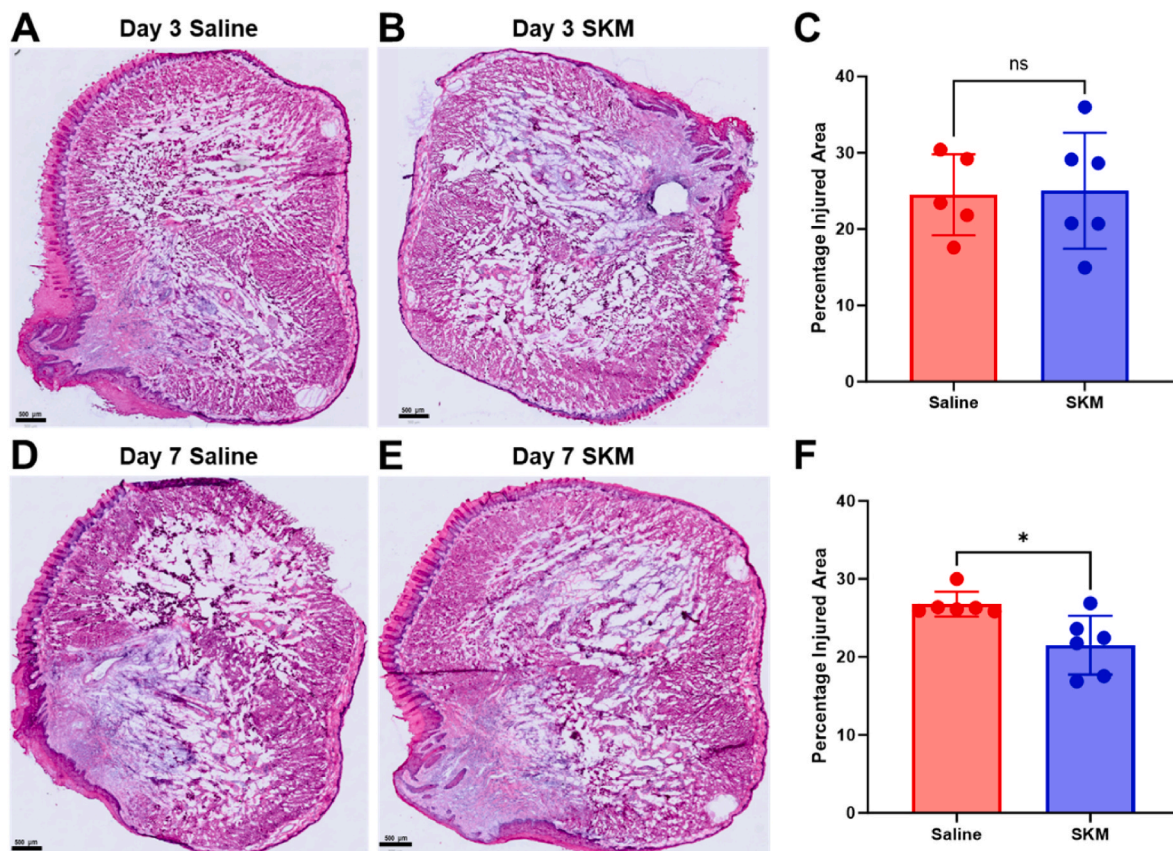 A Day 3 Saline
B Day 3 SKM
500 µm
500 µm
C
Percentage Injured Area
40
30
20
10
0
ns
Saline
SKM
D Day 7 Saline
E Day 7 SKM
500 µm
500 µm
F
Percentage Injured Area
40
30
20
10
0
*
Saline
SKM